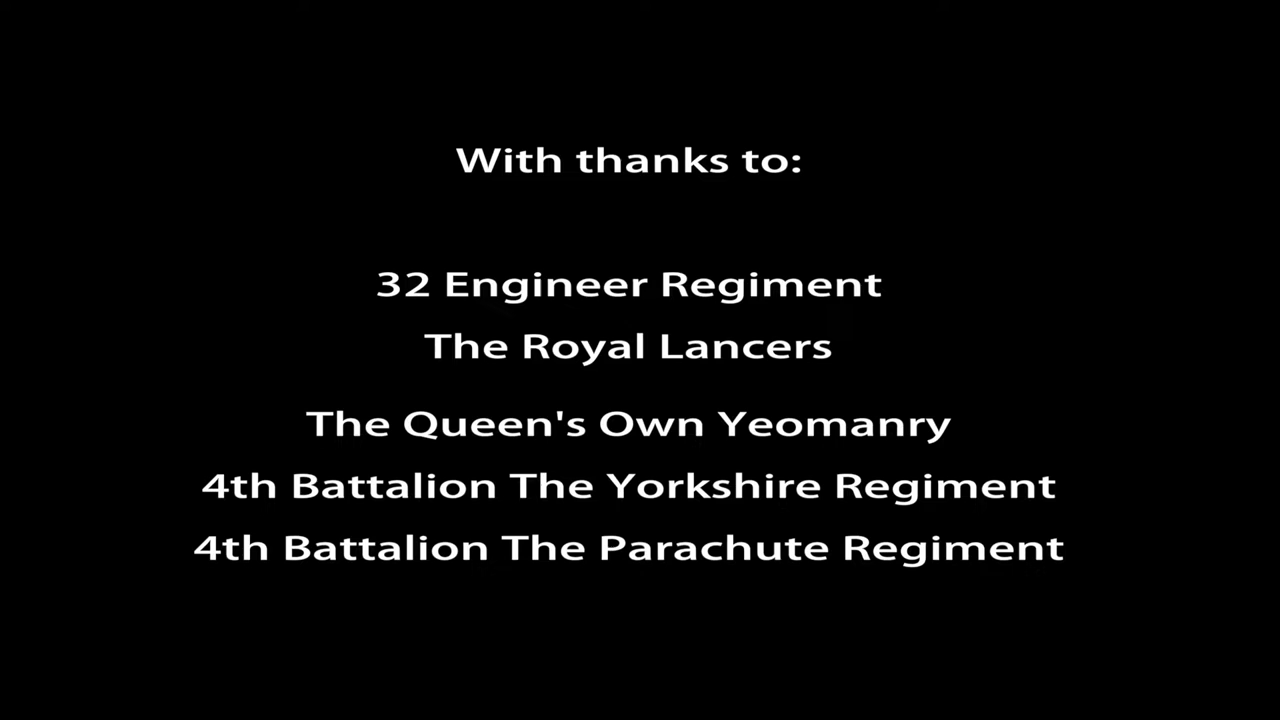 With thanks to:
32 Engineer Regiment
The Royal Lancers
The Queen's Own Yeomanry
4th Battalion The Yorkshire Regiment
4th Battalion The Parachute Regiment